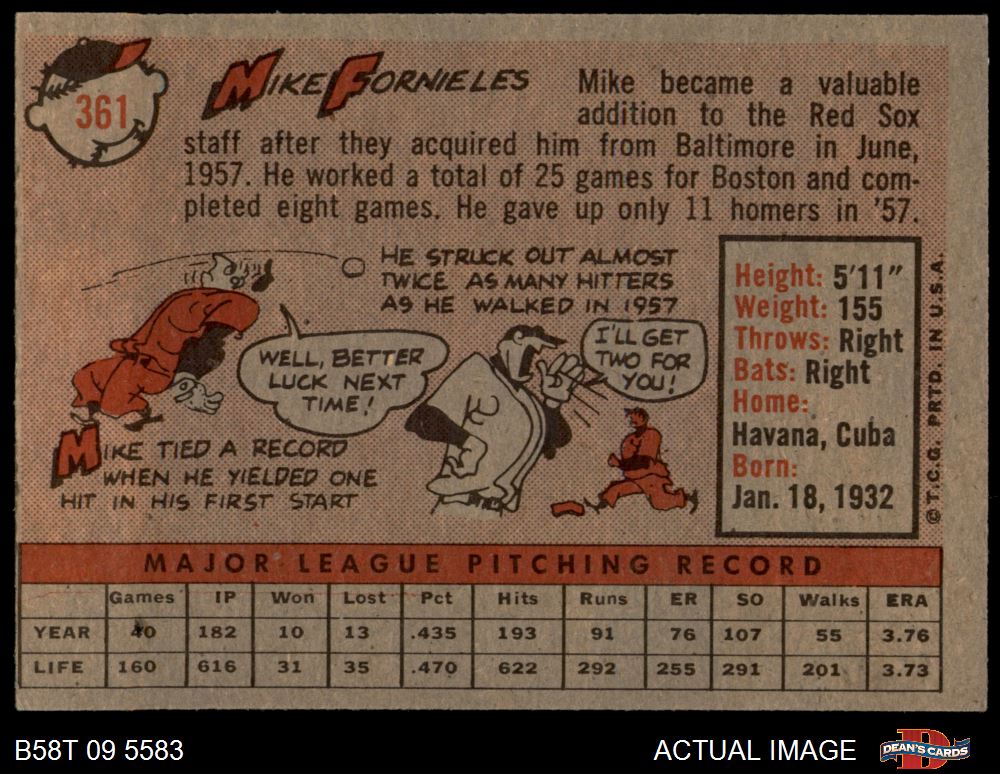 361
MIKE FORNIELES
Mike became a valuable
addition to the Red Sox
staff after they acquired him from Baltimore in June,
1957. He worked a total of 25 games for Boston and com-
pleted eight games. He gave up only 11 homers in '57.
HE STRUCK OUT ALMOST
TWICE AS MANY HITTERS
AS HE WALKED IN 1957
WELL, BETTER
LUCK NEXT
TIME!
I'LL GET
TWO FOR
YOU!
MIKE TIED A RECORD
WHEN HE YIELDED ONE
HIT IN HIS FIRST START
Height: 5'11"
Weight: 155
Throws: Right
Bats: Right
Home:
Havana, Cuba
Born:
Jan. 18, 1932
© T.C.G. PRTD. IN U.S.A.
MAJOR LEAGUE PITCHING RECORD
Games IP Won Lost Pct Hits Runs ER SO Walks ERA
YEAR 40 182 10 13 .435 193 91 76 107 55 3.76
LIFE 160 616 31 35 .470 622 292 255 291 201 3.73
B58T 09 5583
ACTUAL IMAGE
DEAN'S CARDS